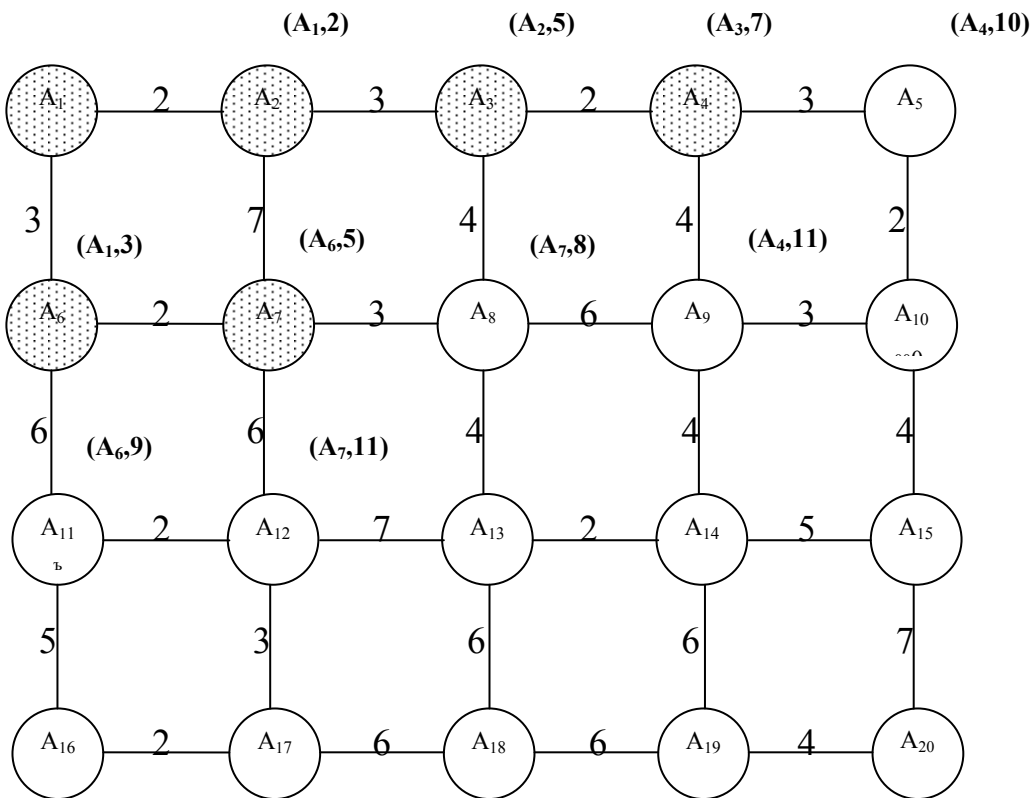 (A₁,2) (A₂,5) (A₃,7) (A₄,10)
A₁ 2 A₂ 3 A₃ 2 A₄ 3 A₅
3 7 4 4 2
(A₁,3) (A₆,5) (A₇,8) (A₄,11)
A₆ 2 A₇ 3 A₈ 6 A₉ 3 A₁₀
6 6 4 4 4
(A₆,9) (A₇,11)
A₁₁ 2 A₁₂ 7 A₁₃ 2 A₁₄ 5 A₁₅
ъ
5 3 6 6 7
A₁₆ 2 A₁₇ 6 A₁₈ 6 A₁₉ 4 A₂₀